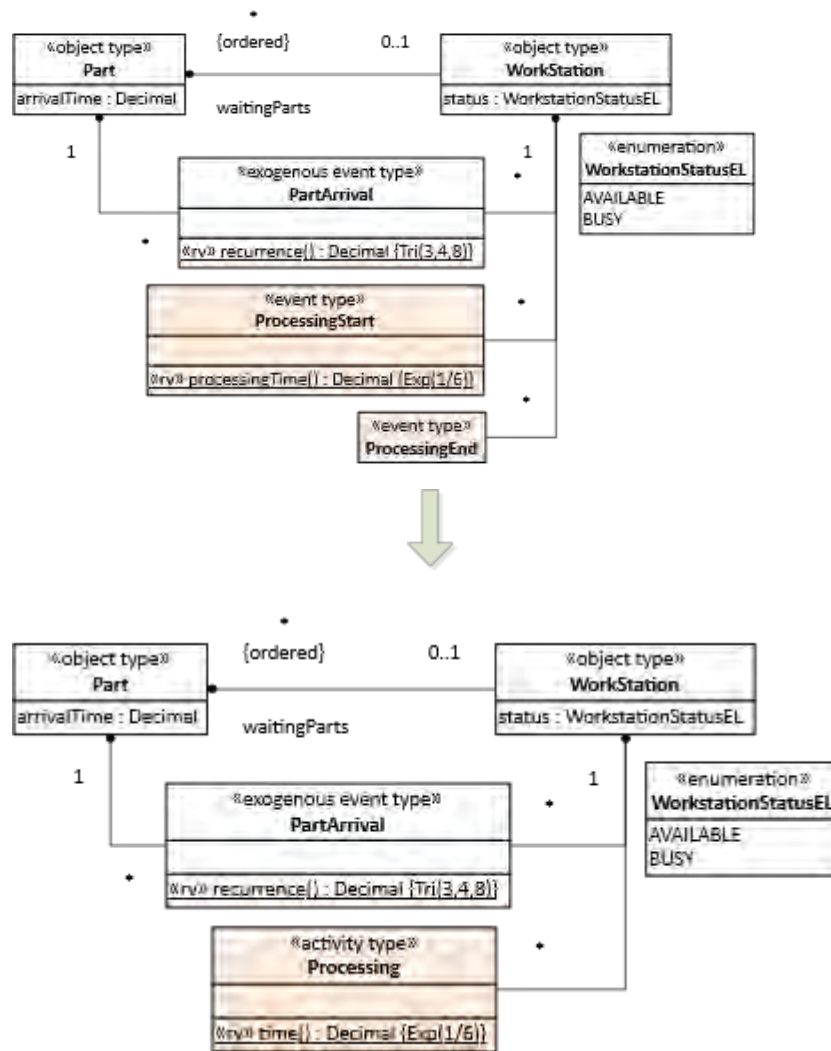 *
{ordered}
0..1
«object type»
Part
arrivalTime : Decimal
«object type»
WorkStation
status : WorkstationStatusEL
waitingParts
1
1
«enumeration»
WorkstationStatusEL
AVAILABLE
BUSY
«exogenous event type»
PartArrival
*
*
«rv» recurrence() : Decimal {Tri(3,4,8)}
«event type»
ProcessingStart
*
«rv» processingTime() : Decimal {Exp(1/6)}
*
«event type»
ProcessingEnd
*
{ordered}
0..1
«object type»
Part
arrivalTime : Decimal
«object type»
WorkStation
status : WorkstationStatusEL
waitingParts
1
1
«enumeration»
WorkstationStatusEL
AVAILABLE
BUSY
«exogenous event type»
PartArrival
*
*
«rv» recurrence() : Decimal {Tri(3,4,8)}
«activity type»
Processing
*
«rv» time() : Decimal {Exp(1/6)}